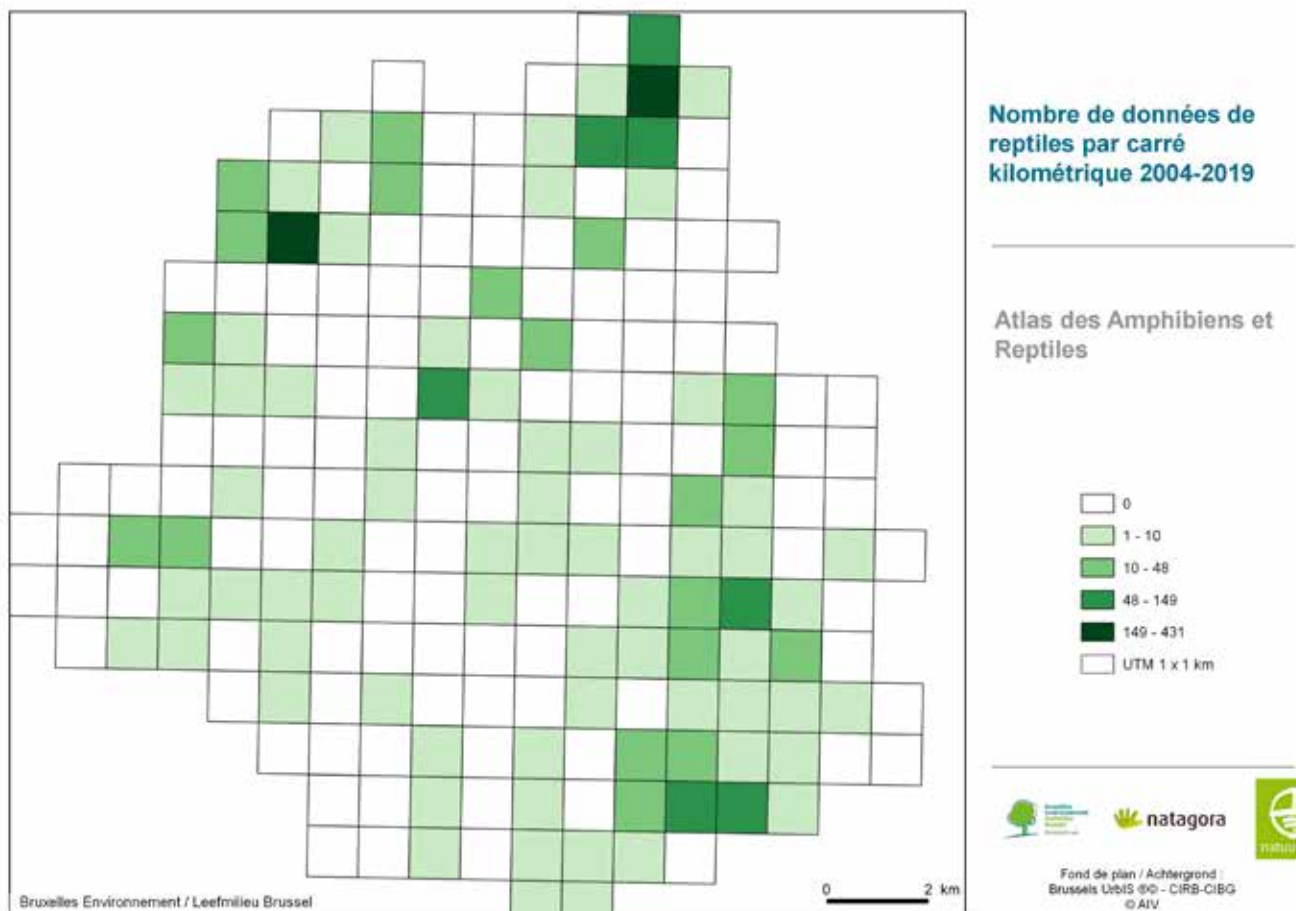 Nombre de données de
reptiles par carré
kilométrique 2004-2019
Atlas des Amphibiens et
Reptiles
0
1 - 10
10 - 48
48 - 149
149 - 431
UTM 1 x 1 km
natagora
Fond de plan / Achtergrond :
Brussels UrbIS ®© - CIRB-CIBG
© AIV
0 2 km
Bruxelles Environnement / Leefmilieu Brussel